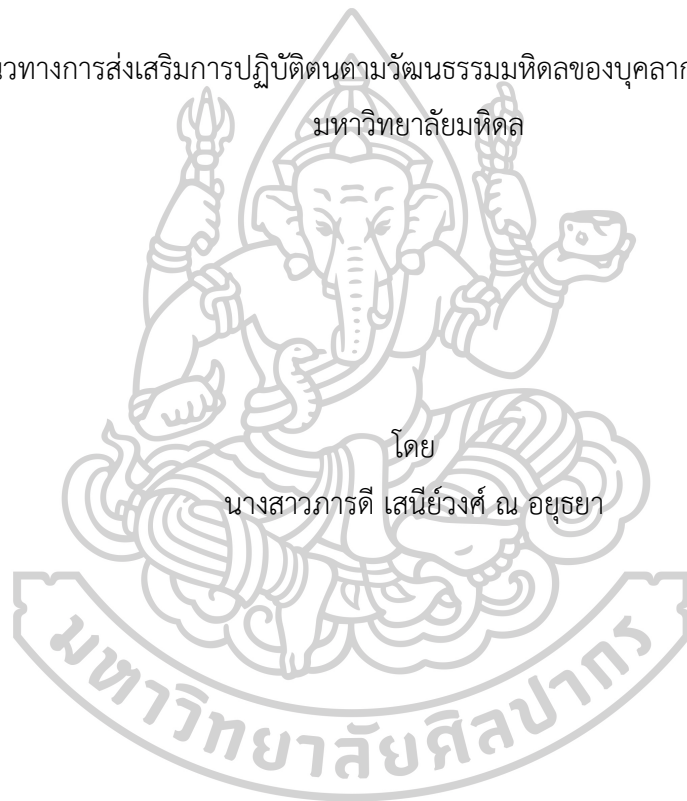 วทางการส่งเสริมการปฏิบัติตนตามวัฒนธรรมมหิดลของบุคลาก
มหาวิทยาลัยมหิดล
โดย
นางสาวภารดี เสนีย์วงศ์ ณ อยุธยา
มหาวิทยาลัยศิลปากร